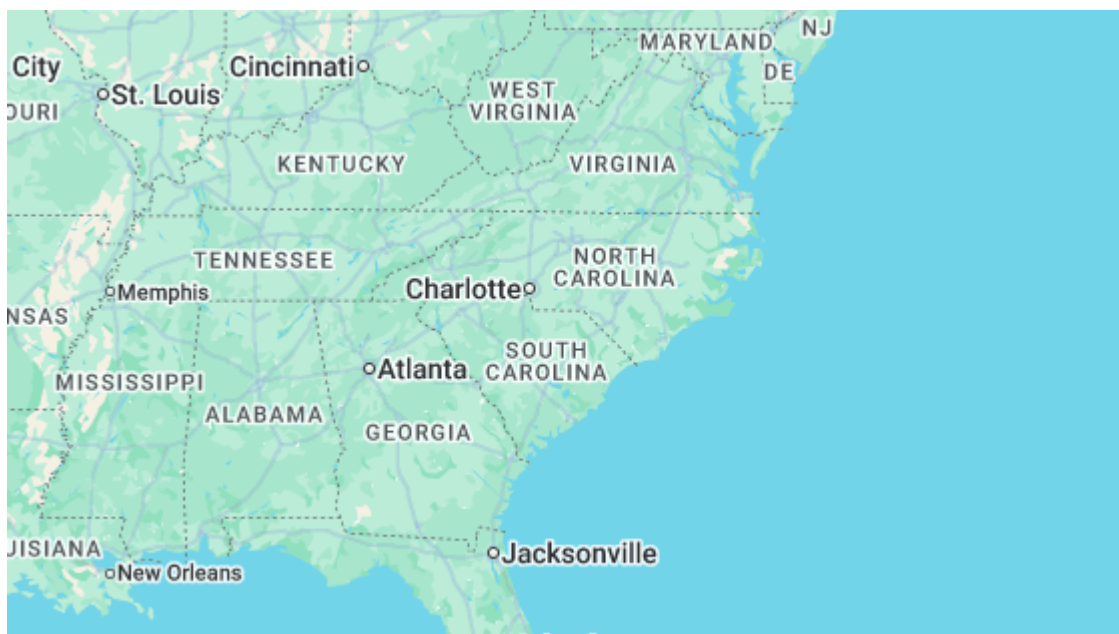 NJ
MARYLAND
City
Cincinnati
DE
St. Louis
OURI
WEST
VIRGINIA
KENTUCKY
VIRGINIA
TENNESSEE
NORTH
CAROLINA
Charlotte
Memphis
NSAS
SOUTH
CAROLINA
Atlanta
MISSISSIPPI
ALABAMA
GEORGIA
UISIANA
Jacksonville
New Orleans